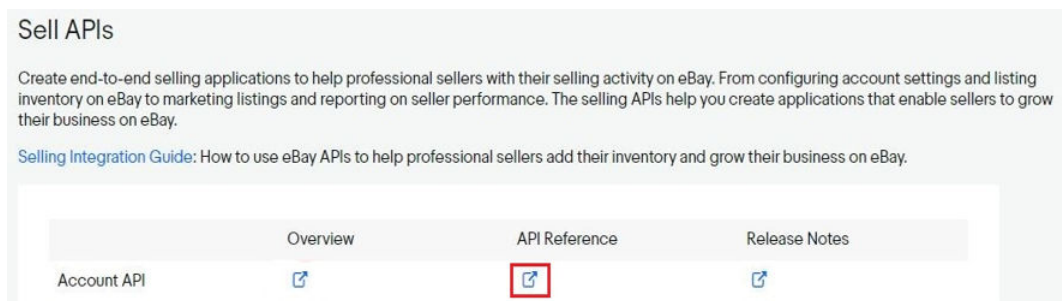 Sell APIs
Create end-to-end selling applications to help professional sellers with their selling activity on eBay. From configuring account settings and listing
inventory on eBay to marketing listings and reporting on seller performance. The selling APIs help you create applications that enable sellers to grow
their business on eBay.
Selling Integration Guide: How to use eBay APIs to help professional sellers add their inventory and grow their business on eBay.
Overview API Reference Release Notes
Account API